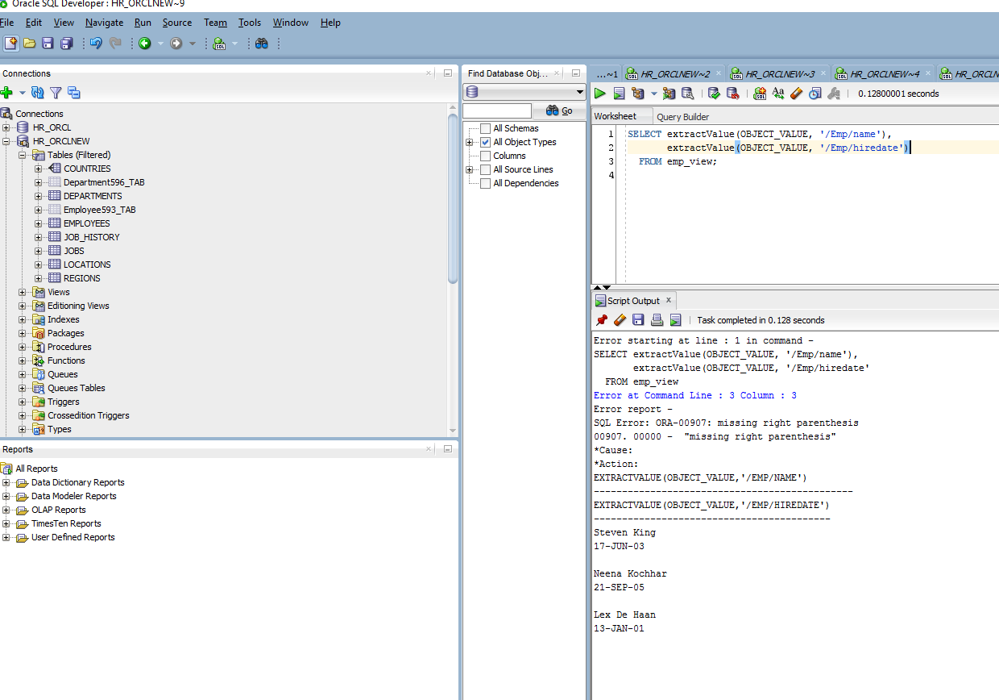 Oracle SQL Developer : HR_ORCLNEW~9
File Edit View Navigate Run Source Team Tools Window Help
Connections
Connections
HR_ORCL
HR_ORCLNEW
Tables (Filtered)
COUNTRIES
Department596_TAB
DEPARTMENTS
Employee593_TAB
EMPLOYEES
JOB_HISTORY
JOBS
LOCATIONS
REGIONS
Views
Editioning Views
Indexes
Packages
Procedures
Functions
Queues
Queues Tables
Triggers
Crossedition Triggers
Types
Reports
All Reports
Data Dictionary Reports
Data Modeler Reports
OLAP Reports
TimesTen Reports
User Defined Reports
Find Database Obj...
Go
All Schemas
All Object Types
Columns
All Source Lines
All Dependencies
...~1 HR_ORCLNEW~2 HR_ORCLNEW~3 HR_ORCLNEW~4 HR_ORCLN
0.12800001 seconds
Worksheet Query Builder
1 SELECT extractValue(OBJECT_VALUE, '/Emp/name'),
2 extractValue(OBJECT_VALUE, '/Emp/hiredate')
3 FROM emp_view;
4
Script Output x
Task completed in 0.128 seconds
Error starting at line : 1 in command -
SELECT extractValue(OBJECT_VALUE, '/Emp/name'),
extractValue(OBJECT_VALUE, '/Emp/hiredate'
FROM emp_view
Error at Command Line : 3 Column : 3
Error report -
SQL Error: ORA-00907: missing right parenthesis
00907. 00000 - "missing right parenthesis"
*Cause:
*Action:
EXTRACTVALUE(OBJECT_VALUE,'/EMP/NAME')
----------------------------------------------
EXTRACTVALUE(OBJECT_VALUE,'/EMP/HIREDATE')
------------------------------------------
Steven King
17-JUN-03
Neena Kochhar
21-SEP-05
Lex De Haan
13-JAN-01